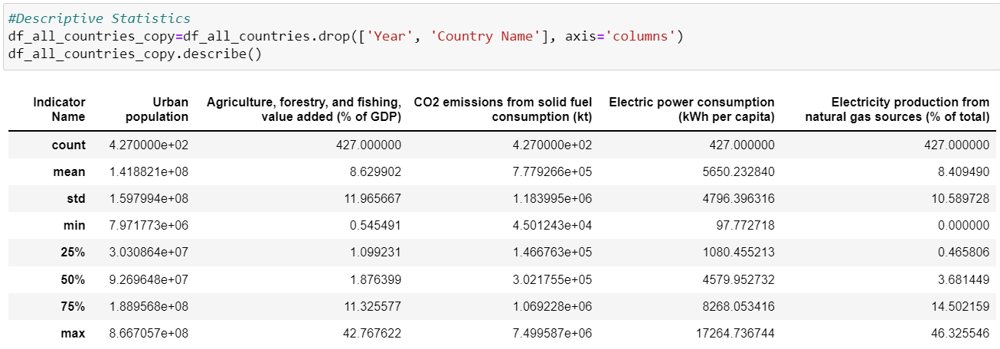 #Descriptive Statistics
df_all_countries_copy=df_all_countries.drop(['Year', 'Country Name'], axis='columns')
df_all_countries_copy.describe()
Indicator Urban Agriculture, forestry, and fishing, CO2 emissions from solid fuel Electric power consumption Electricity production from
Name population value added (% of GDP) consumption (kt) (kWh per capita) natural gas sources (% of total)
count 4.270000e+02 427.000000 4.270000e+02 427.000000 427.000000
mean 1.418821e+08 8.629902 7.779266e+05 5650.232840 8.409490
std 1.597994e+08 11.965667 1.183995e+06 4796.396316 10.589728
min 7.971773e+06 0.545491 4.501243e+04 97.772718 0.000000
25% 3.030864e+07 1.099231 1.466763e+05 1080.455213 0.465806
50% 9.269648e+07 1.876399 3.021755e+05 4579.952732 3.681449
75% 1.889568e+08 11.325577 1.069228e+06 8268.053416 14.502159
max 8.667057e+08 42.767622 7.499587e+06 17264.736744 46.325546